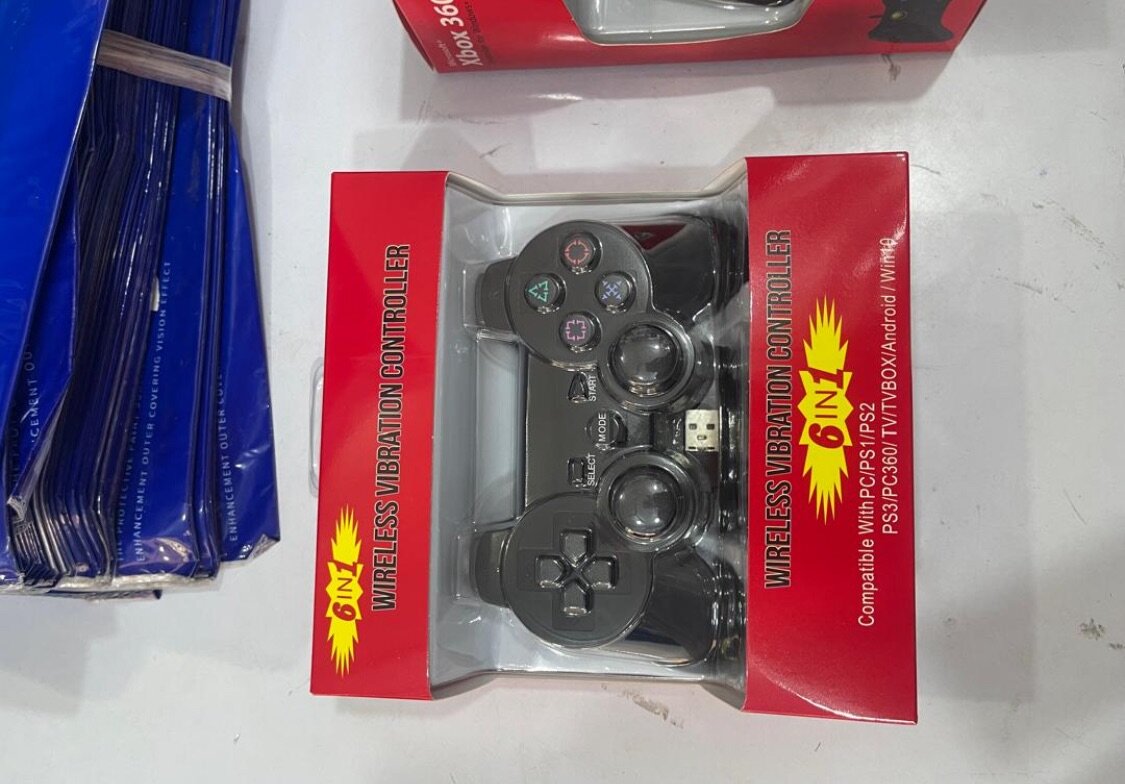 Xbox 360
6 IN 1
WIRELESS VIBRATION CONTROLLER
START
MODE
SELECT
WIRELESS VIBRATION CONTROLLER
6 IN 1
Compatible With PC/PS1/PS2
PS3/PC360/ TV/TVBOX/Android / Win10
ENHANCEMENT OUTER COVERING VISION EFFECT
ENHANCEMENT OUTER